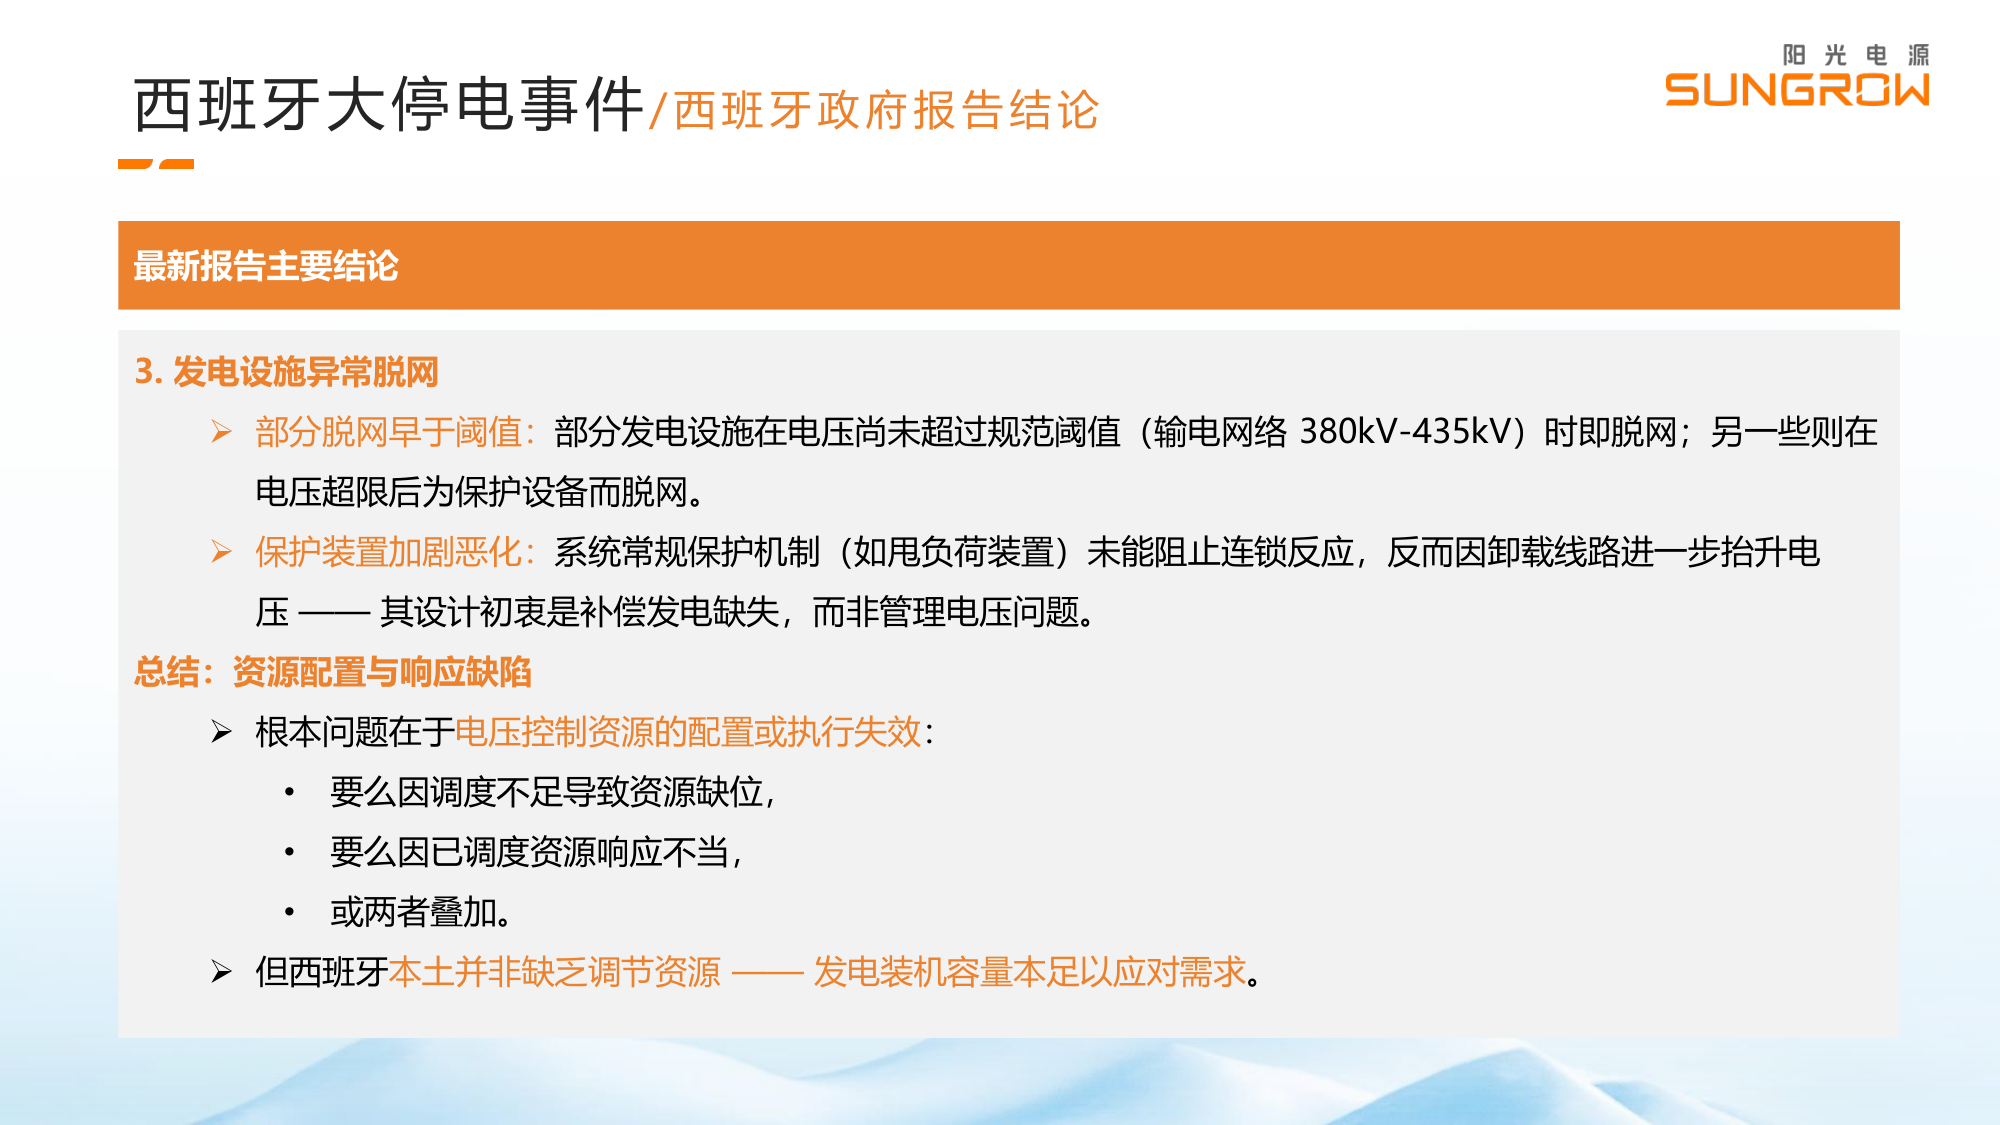 西班牙大停电事件/西班牙政府报告结论
阳光电源
SUNGROW
最新报告主要结论
3. 发电设施异常脱网
➢ 部分脱网早于阈值：部分发电设施在电压尚未超过规范阈值（输电网络 380kV-435kV）时即脱网；另一些则在
电压超限后为保护设备而脱网。
➢ 保护装置加剧恶化：系统常规保护机制（如甩负荷装置）未能阻止连锁反应，反而因卸载线路进一步抬升电
压 —— 其设计初衷是补偿发电缺失，而非管理电压问题。
总结：资源配置与响应缺陷
➢ 根本问题在于电压控制资源的配置或执行失效：
• 要么因调度不足导致资源缺位，
• 要么因已调度资源响应不当，
• 或两者叠加。
➢ 但西班牙本土并非缺乏调节资源 —— 发电装机容量本足以应对需求。